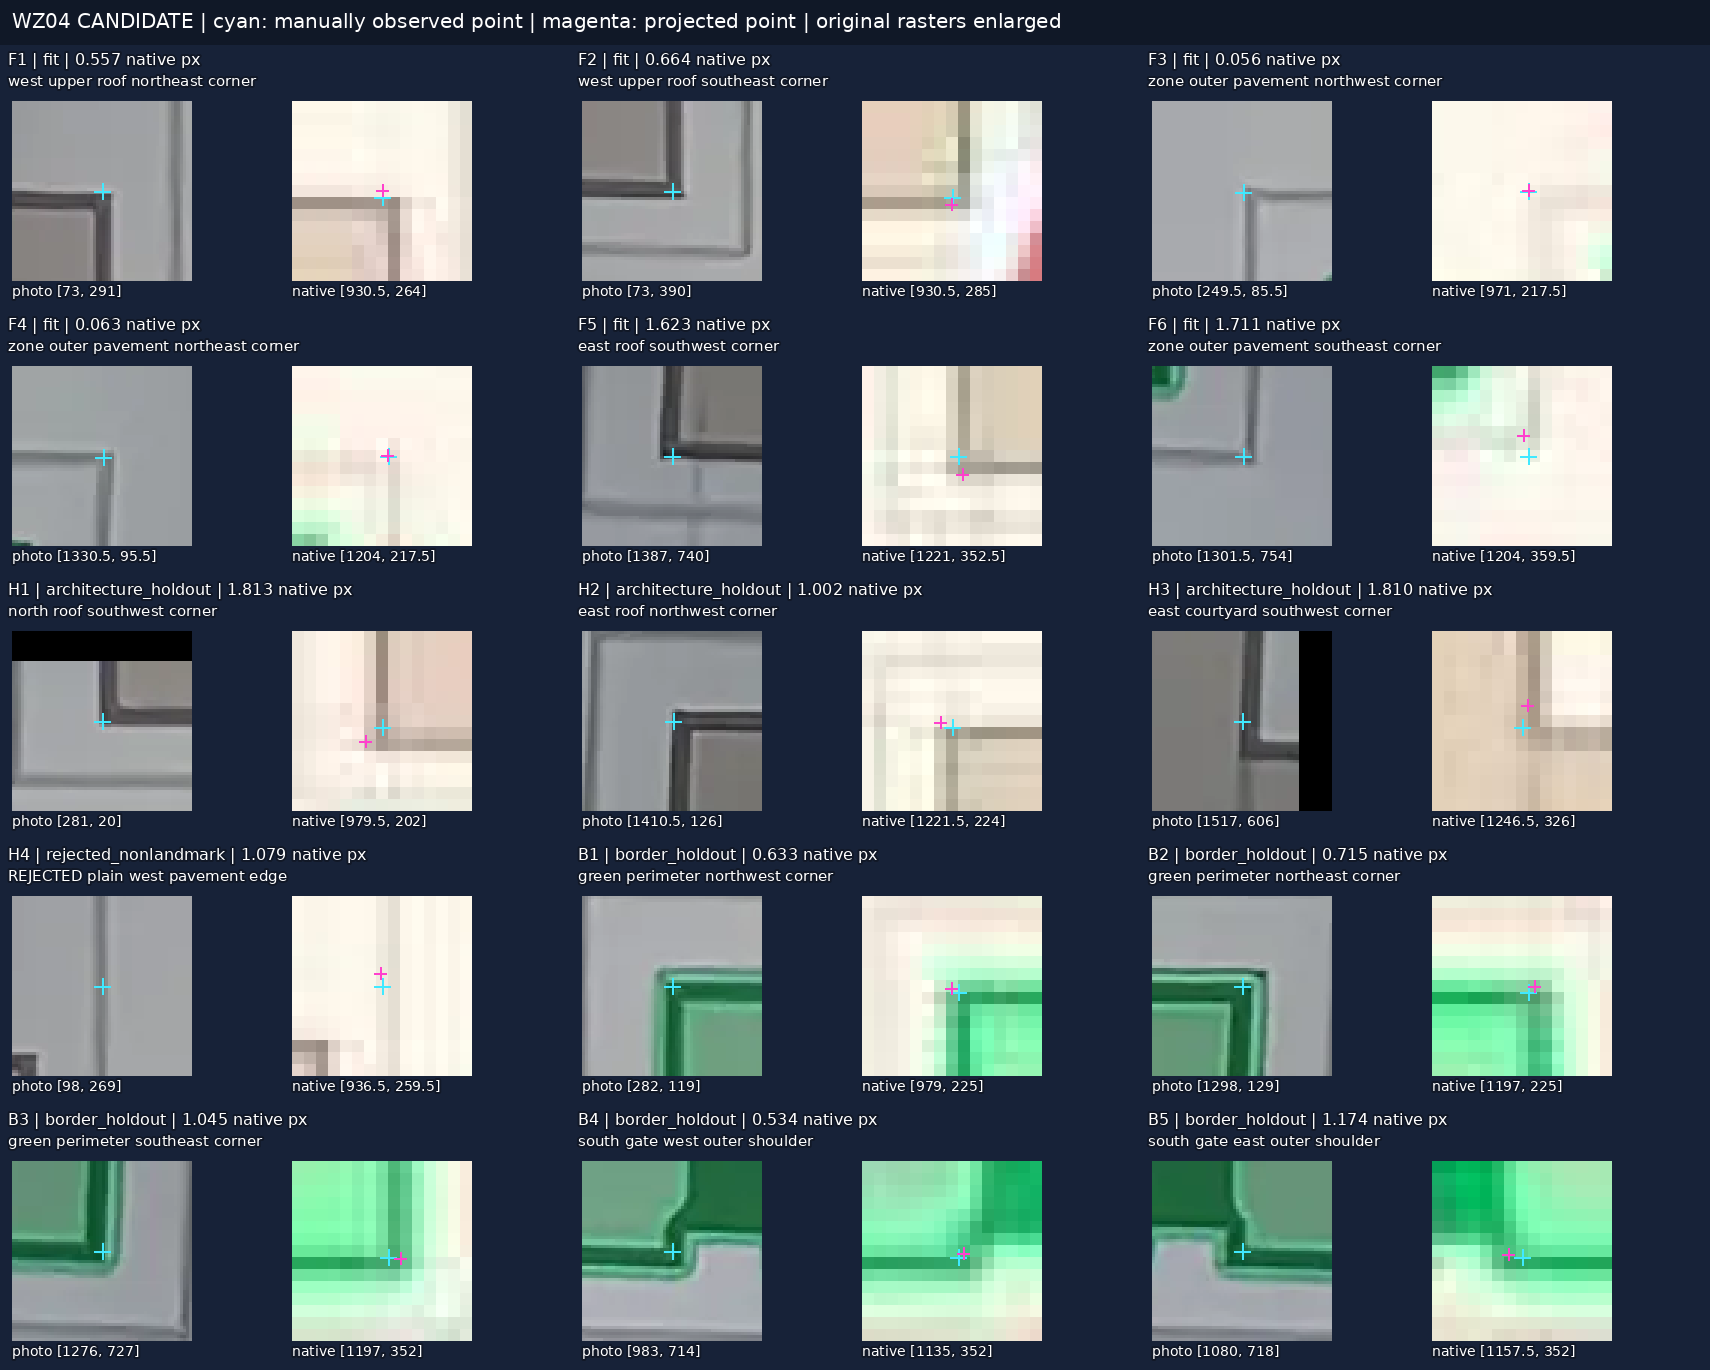 WZ04 CANDIDATE | cyan: manually observed point | magenta: projected point | original rasters enlarged
F1 | fit | 0.557 native px
west upper roof northeast corner
photo [73, 291]
native [930.5, 264]
F2 | fit | 0.664 native px
west upper roof southeast corner
photo [73, 390]
native [930.5, 285]
F3 | fit | 0.056 native px
zone outer pavement northwest corner
photo [249.5, 85.5]
native [971, 217.5]
F4 | fit | 0.063 native px
zone outer pavement northeast corner
photo [1330.5, 95.5]
native [1204, 217.5]
F5 | fit | 1.623 native px
east roof southwest corner
photo [1387, 740]
native [1221, 352.5]
F6 | fit | 1.711 native px
zone outer pavement southeast corner
photo [1301.5, 754]
native [1204, 359.5]
H1 | architecture_holdout | 1.813 native px
north roof southwest corner
photo [281, 20]
native [979.5, 202]
H2 | architecture_holdout | 1.002 native px
east roof northwest corner
photo [1410.5, 126]
native [1221.5, 224]
H3 | architecture_holdout | 1.810 native px
east courtyard southwest corner
photo [1517, 606]
native [1246.5, 326]
H4 | rejected_nonlandmark | 1.079 native px
REJECTED plain west pavement edge
photo [98, 269]
native [936.5, 259.5]
B1 | border_holdout | 0.633 native px
green perimeter northwest corner
photo [282, 119]
native [979, 225]
B2 | border_holdout | 0.715 native px
green perimeter northeast corner
photo [1298, 129]
native [1197, 225]
B3 | border_holdout | 1.045 native px
green perimeter southeast corner
photo [1276, 727]
native [1197, 352]
B4 | border_holdout | 0.534 native px
south gate west outer shoulder
photo [983, 714]
native [1135, 352]
B5 | border_holdout | 1.174 native px
south gate east outer shoulder
photo [1080, 718]
native [1157.5, 352]